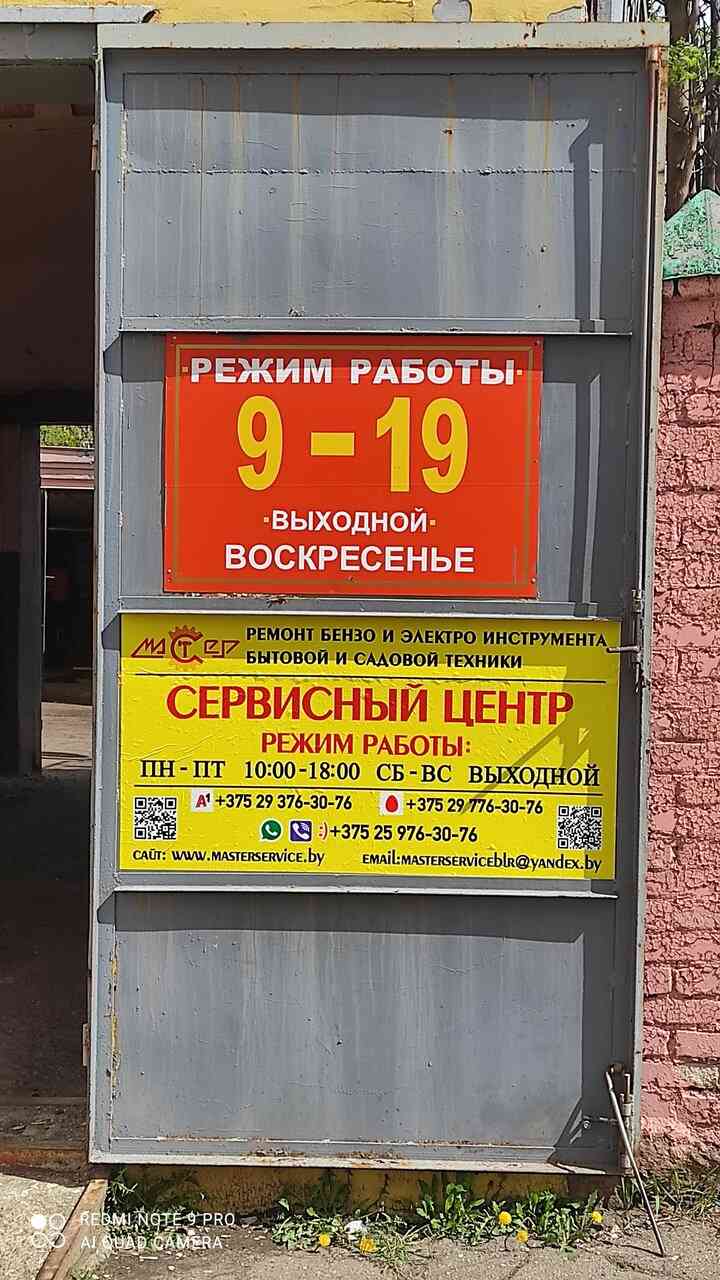 РЕЖИМ РАБОТЫ
9 - 19
ВЫХОДНОЙ
ВОСКРЕСЕНЬЕ
МАСТЕР
РЕМОНТ БЕНЗО И ЭЛЕКТРО ИНСТРУМЕНТА
БЫТОВОЙ И САДОВОЙ ТЕХНИКИ
СЕРВИСНЫЙ ЦЕНТР
РЕЖИМ РАБОТЫ:
ПН - ПТ 10:00-18:00 СБ - ВС ВЫХОДНОЙ
A1 +375 29 376-30-76 +375 29 776-30-76
:) +375 25 976-30-76
САЙТ: WWW.MASTERSERVICE.BY EMAIL:MASTERSERVICEBLR@YANDEX.BY
REDMI NOTE 9 PRO
AI QUAD CAMERA